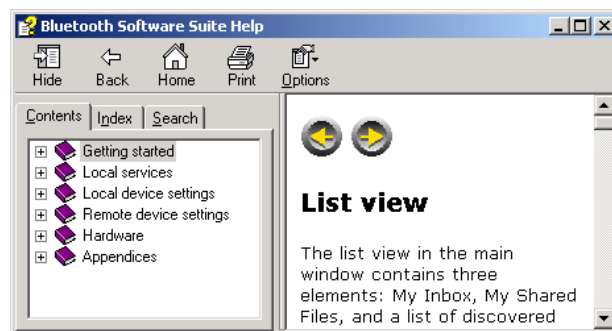 Bluetooth Software Suite Help
Hide Back Home Print Options
Contents Index Search
Getting started
Local services
Local device settings
Remote device settings
Hardware
Appendices
List view
The list view in the main
window contains three
elements: My Inbox, My Shared
Files, and a list of discovered